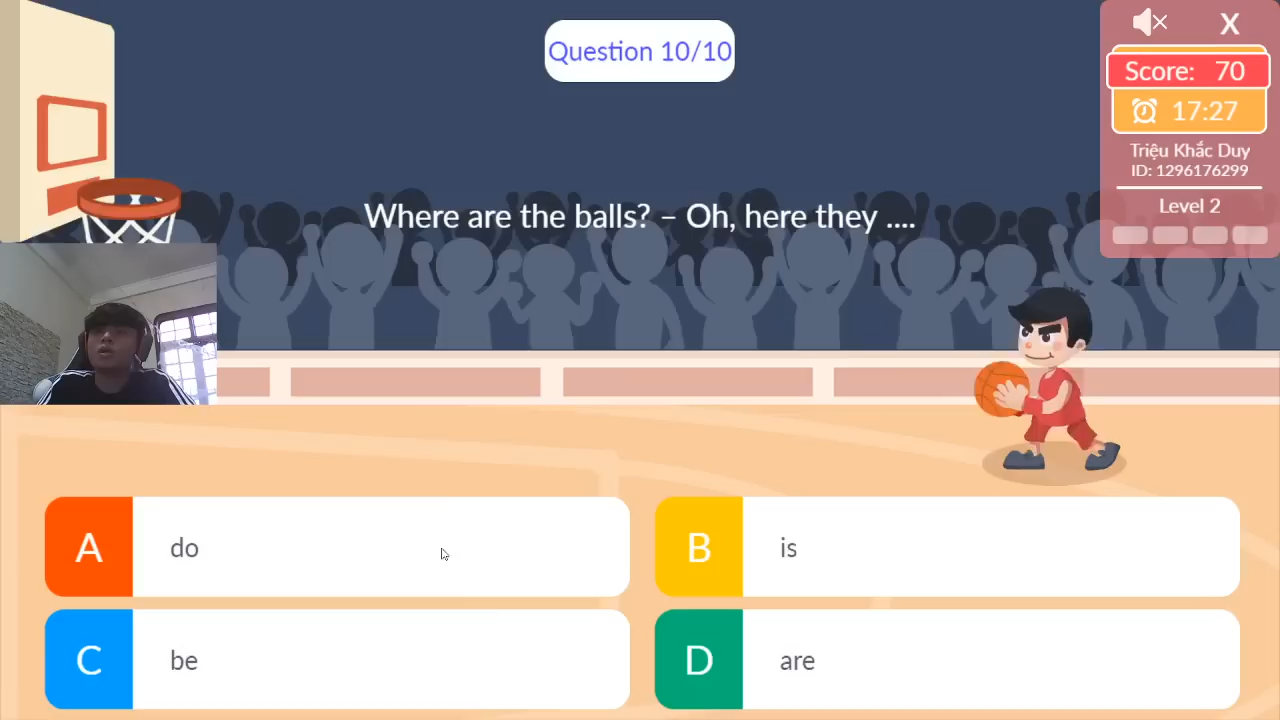 Question 10/10
X
Score: 70
17:27
Triệu Khắc Duy
ID: 1296176299
Level 2
Where are the balls? – Oh, here they ....
A do
B is
C be
D are